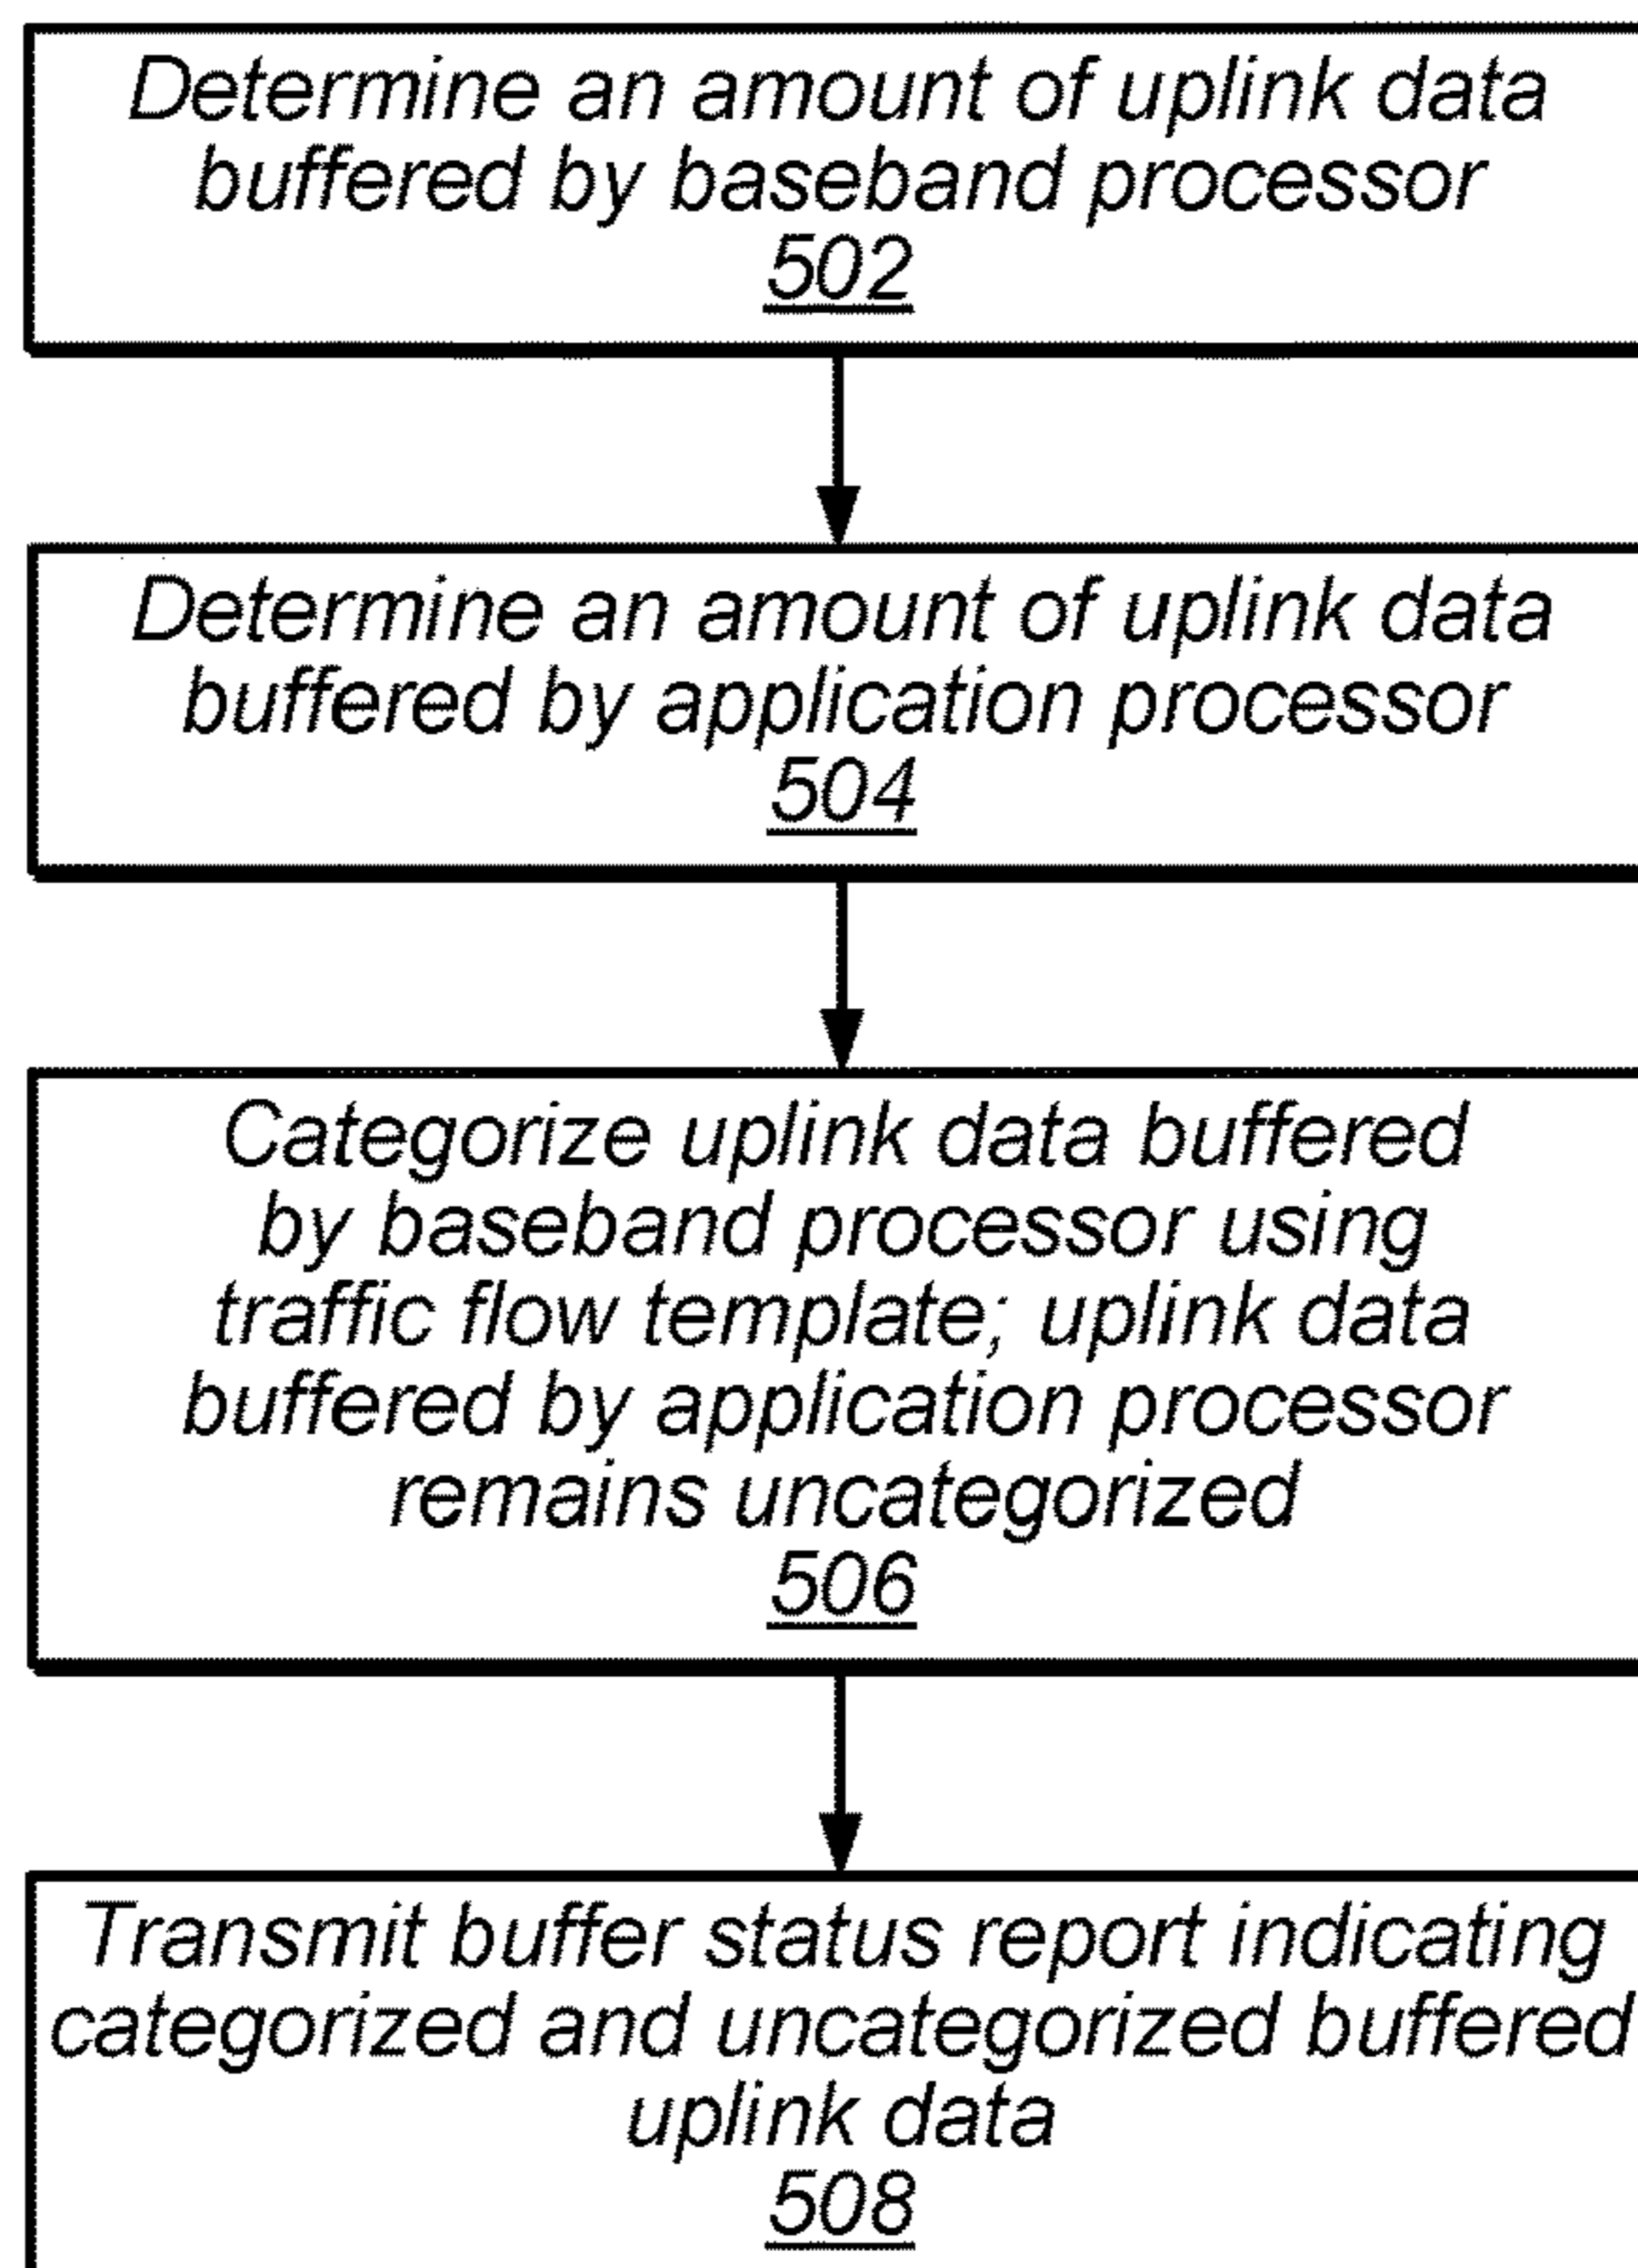 Determine an amount of uplink data
buffered by baseband processor
502
Determine an amount of uplink data
buffered by application processor
504
Categorize uplink data buffered
by baseband processor using
traffic flow template; uplink data
buffered by application processor
remains uncategorized
506
Transmit buffer status report indicating
categorized and uncategorized buffered
uplink data
508